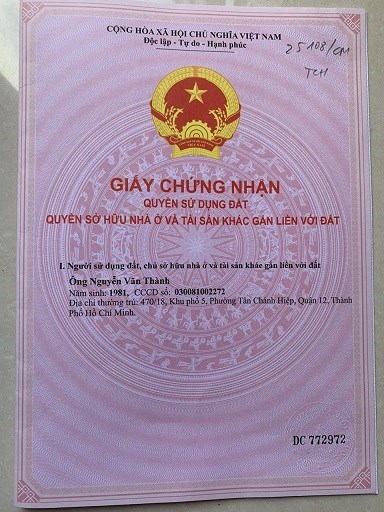 CỘNG HÒA XÃ HỘI CHỦ NGHĨA VIỆT NAM
Độc lập - Tự do - Hạnh phúc
25108/CM
TCH
GIẤY CHỨNG NHẬN
QUYỀN SỬ DỤNG ĐẤT
QUYỀN SỞ HỮU NHÀ Ở VÀ TÀI SẢN KHÁC GẮN LIỀN VỚI ĐẤT
I. Người sử dụng đất, chủ sở hữu nhà ở và tài sản khác gắn liền với đất
Ông Nguyễn Văn Thành
Năm sinh: 1981, CCCD số: 030081002272
Địa chỉ thường trú: 470/18, Khu phố 5, Phường Tân Chánh Hiệp, Quận 12, Thành
Phố Hồ Chí Minh.
DC 772972